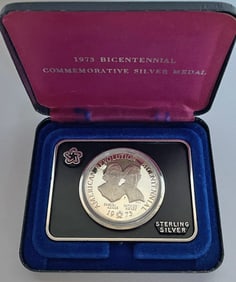 1973 BICENTENNIAL
COMMEMORATIVE SILVER MEDAL
AMERICAN REVOLUTION BICENTENNIAL
1973
STERLING
SILVER